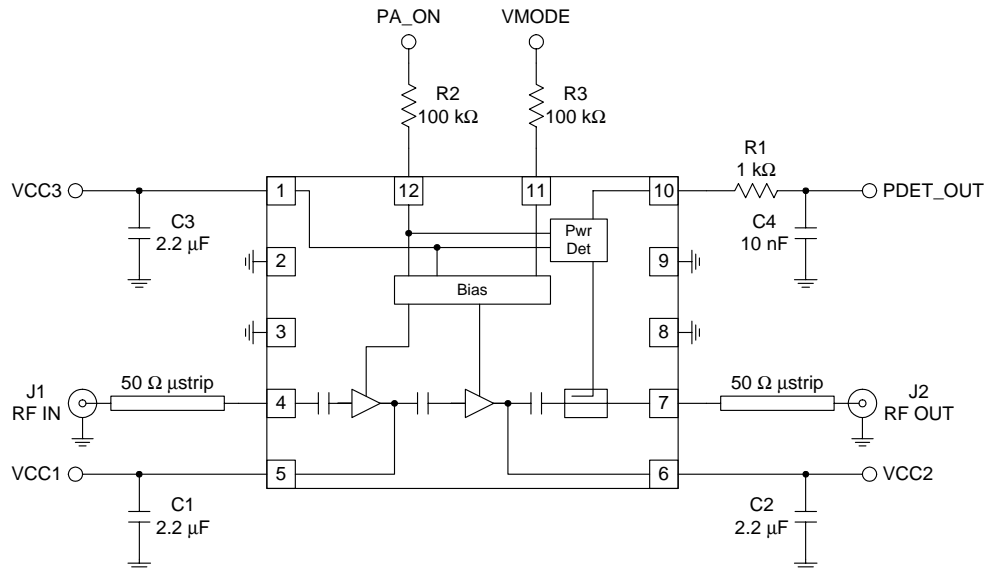 PA_ON
VMODE
R2
100 kΩ
R3
100 kΩ
R1
1 kΩ
VCC3
1
12
11
10
PDET_OUT
C3
2.2 μF
Pwr
Det
C4
10 nF
2
9
Bias
3
8
J1
RF IN
50 Ω μstrip
4
7
50 Ω μstrip
J2
RF OUT
VCC1
5
6
VCC2
C1
2.2 μF
C2
2.2 μF